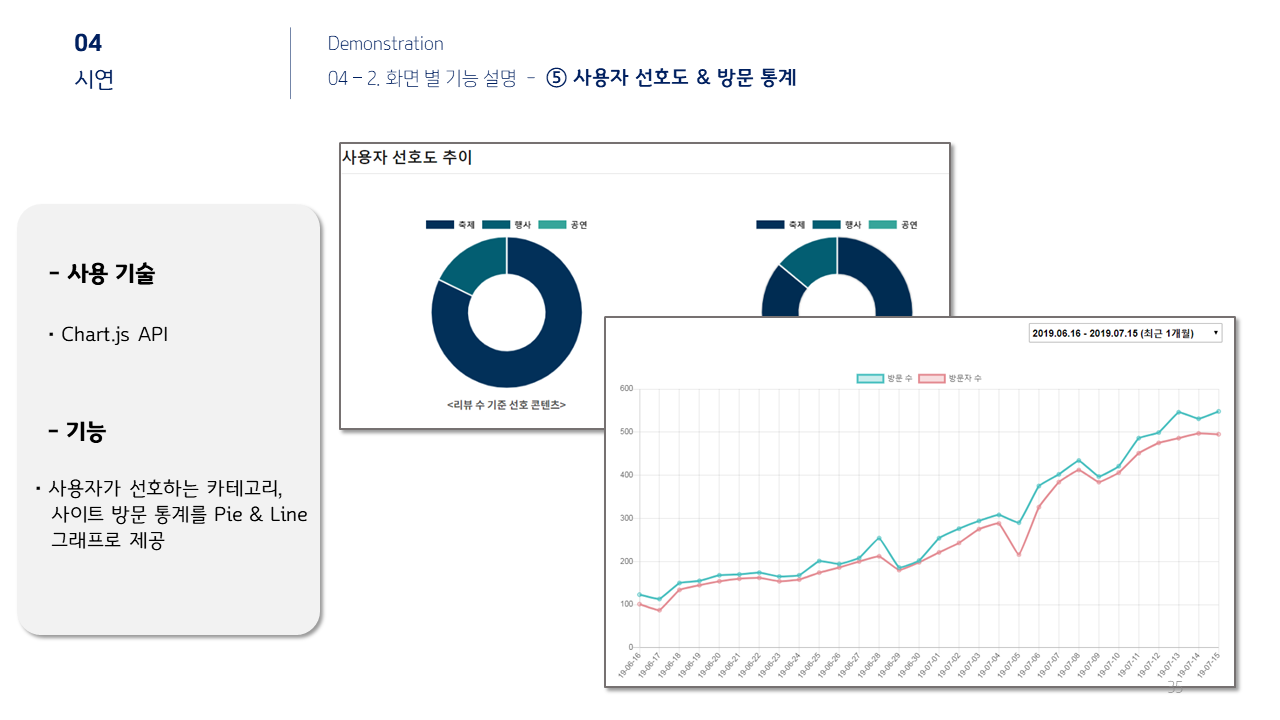 04
시연
Demonstration
04 – 2. 화면 별 기능 설명 - ⑤ 사용자 선호도 & 방문 통계
- 사용 기술
· Chart.js API
- 기능
· 사용자가 선호하는 카테고리,
사이트 방문 통계를 Pie & Line
그래프로 제공
사용자 선호도 추이
축제 행사 공연
축제 행사 공연
<리뷰 수 기준 선호 콘텐츠>
2019.06.16 - 2019.07.15 (최근 1개월)
방문 수 방문자 수
600
500
400
300
200
100
0
19-06-16 19-06-17 19-06-18 19-06-19 19-06-20 19-06-21 19-06-22 19-06-23 19-06-24 19-06-25 19-06-26 19-06-27 19-06-28 19-06-29 19-06-30 19-07-01 19-07-02 19-07-03 19-07-04 19-07-05 19-07-06 19-07-07 19-07-08 19-07-09 19-07-10 19-07-11 19-07-12 19-07-13 19-07-14 19-07-15
35